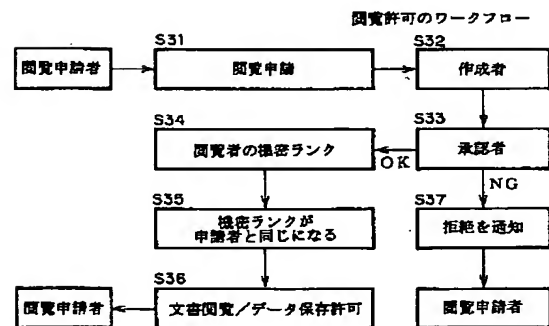 閲覧許可のワークフロー
S31
S32
閲覧申請者
閲覧申請
作成者
S34
S33
閲覧者の機密ランク
OK
承認者
NG
S35
S37
機密ランクが
申請者と同じになる
拒絶を通知
S36
閲覧申請者
文書閲覧／データ保存許可
閲覧申請者